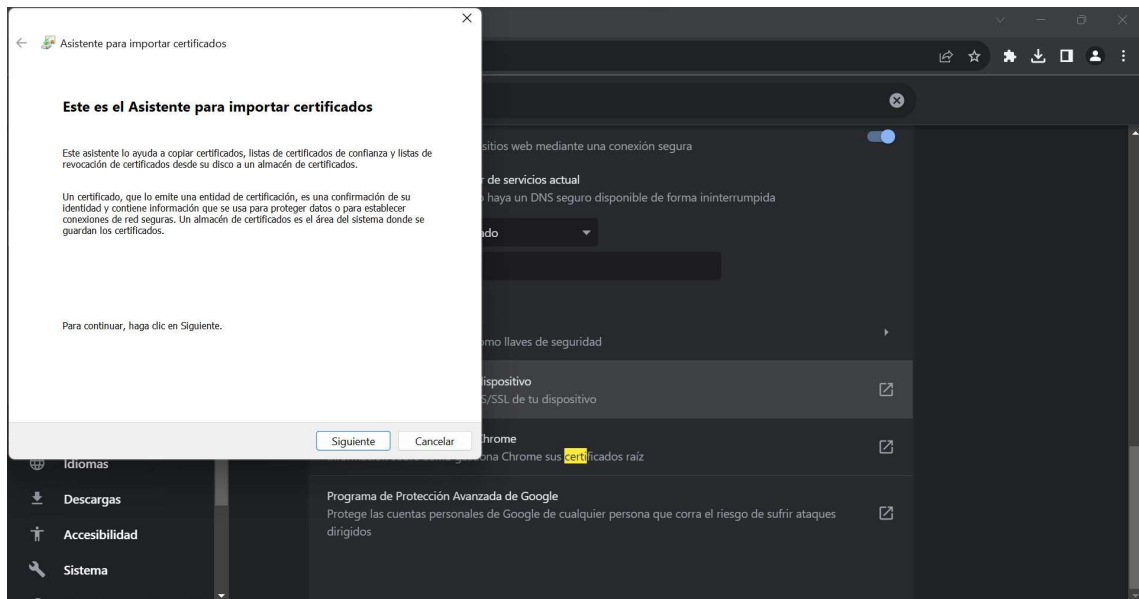 Asistente para importar certificados
Este es el Asistente para importar certificados
Este asistente lo ayuda a copiar certificados, listas de certificados de confianza y listas de
revocación de certificados desde su disco a un almacén de certificados.
Un certificado, que lo emite una entidad de certificación, es una confirmación de su
identidad y contiene información que se usa para proteger datos o para establecer
conexiones de red seguras. Un almacén de certificados es el área del sistema donde se
guardan los certificados.
Para continuar, haga clic en Siguiente.
Siguiente Cancelar
sitios web mediante una conexión segura
de servicios actual
haya un DNS seguro disponible de forma ininterrumpida
ado
omo llaves de seguridad
ispositivo
S/SSL de tu dispositivo
Chrome
ona Chrome sus certificados raíz
Programa de Protección Avanzada de Google
Protege las cuentas personales de Google de cualquier persona que corra el riesgo de sufrir ataques
dirigidos
Idiomas
Descargas
Accesibilidad
Sistema